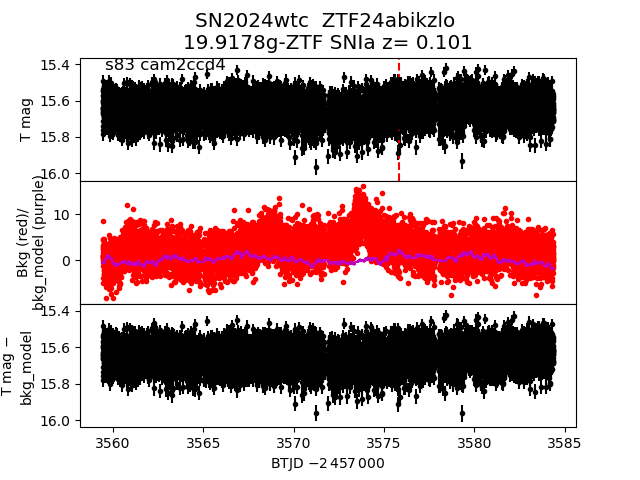 SN2024wtc  ZTF24abikzlo
19.9178g-ZTF SNIa z= 0.101
s83 cam2ccd4
15.4
15.6
15.8
16.0
T mag
10
0
Bkg (red)/
bkg_model (purple)
15.4
15.6
15.8
16.0
T mag −
bkg_model
3560 3565 3570 3575 3580 3585
BTJD −2 457 000